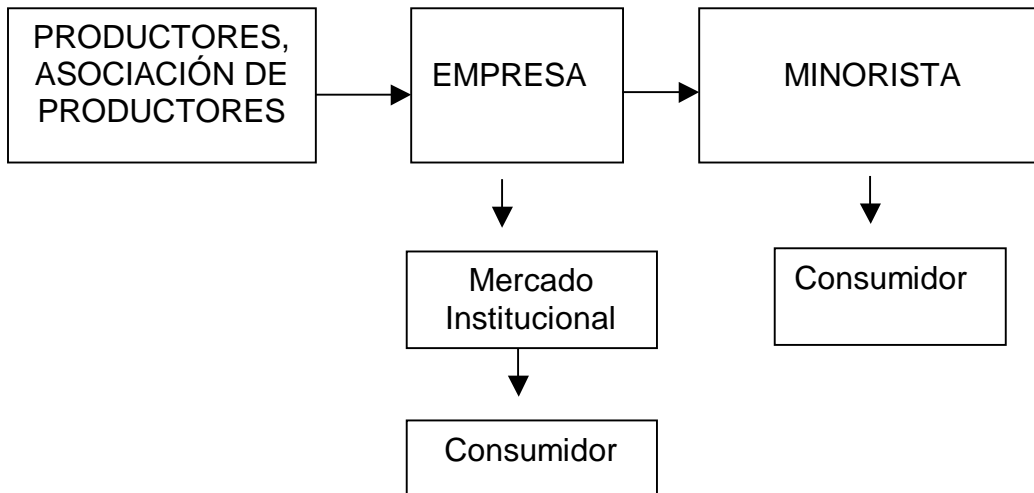 PRODUCTORES,
ASOCIACIÓN DE
PRODUCTORES
EMPRESA
MINORISTA
Mercado
Institucional
Consumidor
Consumidor